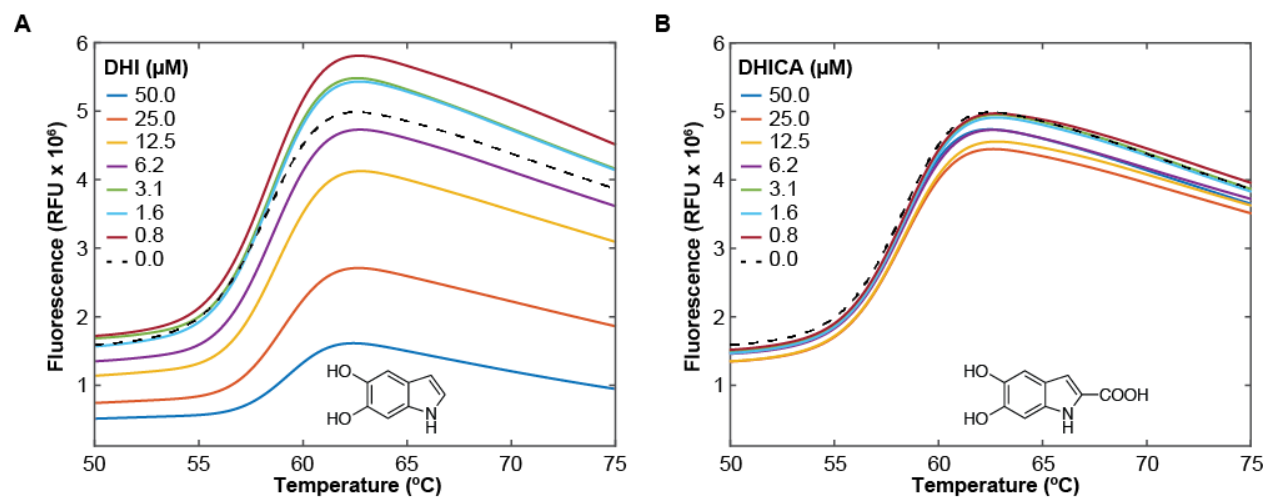 A
DHI (µM)
50.0
25.0
12.5
6.2
3.1
1.6
0.8
0.0
Fluorescence (RFU x 10⁶)
6
5
4
3
2
1
50 55 60 65 70 75
Temperature (ºC)
HO
HO
N
H
B
DHICA (µM)
50.0
25.0
12.5
6.2
3.1
1.6
0.8
0.0
Fluorescence (RFU x 10⁶)
6
5
4
3
2
1
50 55 60 65 70 75
Temperature (ºC)
HO
HO
N
H
COOH